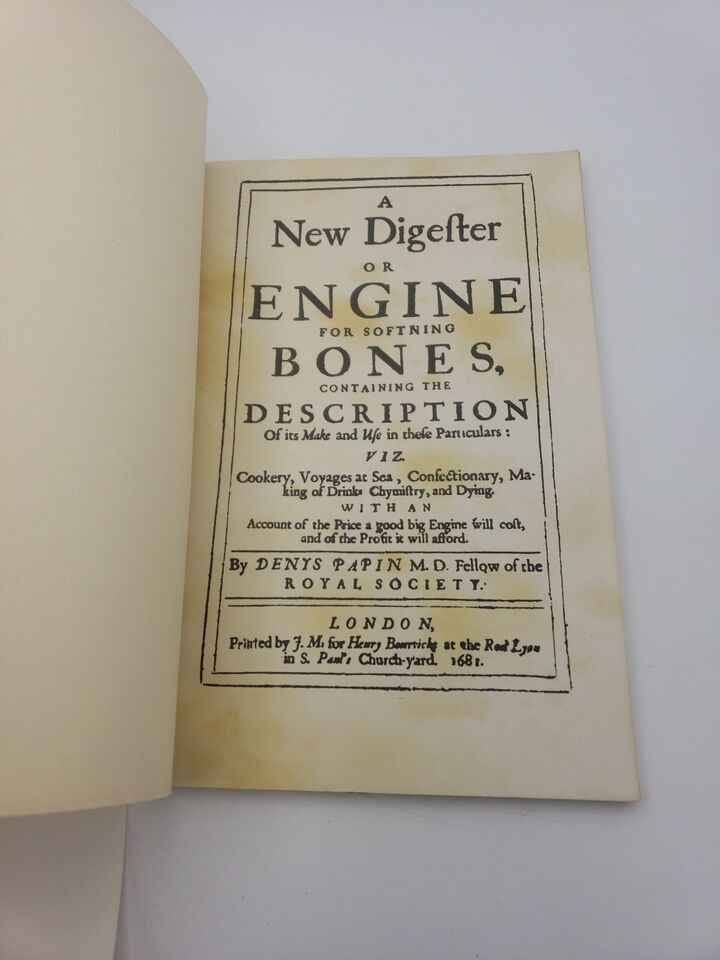 A
New Digeſter
OR
ENGINE
FOR SOFTNING
BONES,
CONTAINING THE
DESCRIPTION
Of its Make and Uſe in theſe Particulars :
VIZ.
Cookery, Voyages at Sea, Confectionary, Ma-
king of Drinks Chymiſtry, and Dying.
WITH AN
Account of the Price a good big Engine will coſt,
and of the Profit it will afford.
By DENYS PAPIN M. D. Fellow of the
ROYAL SOCIETY.
LONDON,
Printed by J. M. for Henry at the Red Lyon
in S. Paul's Church-yard. 1681.